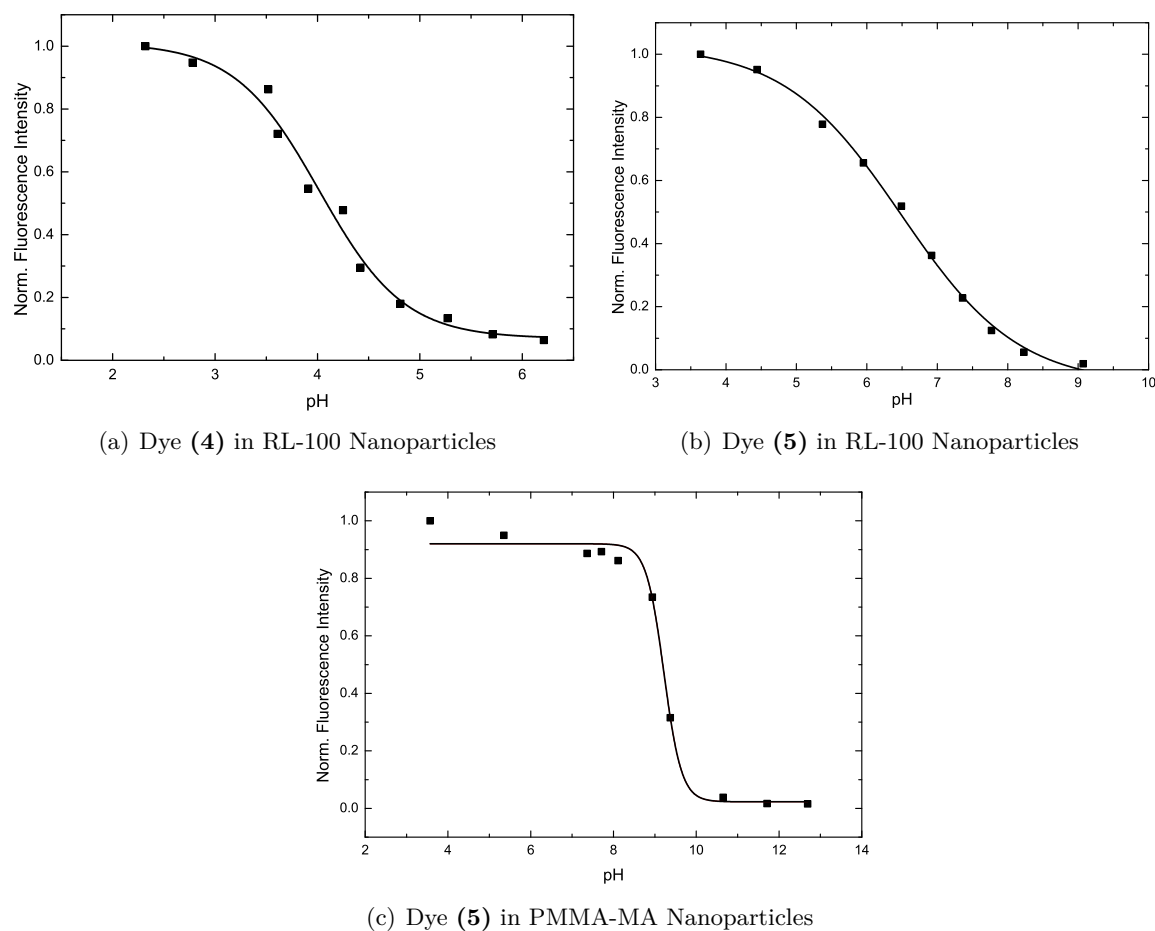 Norm. Fluorescence Intensity
1.0
0.8
0.6
0.4
0.2
0.0
2 3 4 5 6
pH
(a) Dye (4) in RL-100 Nanoparticles
Norm. Fluorescence Intensity
1.0
0.8
0.6
0.4
0.2
0.0
3 4 5 6 7 8 9 10
pH
(b) Dye (5) in RL-100 Nanoparticles
Norm. Fluorescence Intensity
1.0
0.8
0.6
0.4
0.2
0.0
2 4 6 8 10 12 14
pH
(c) Dye (5) in PMMA-MA Nanoparticles